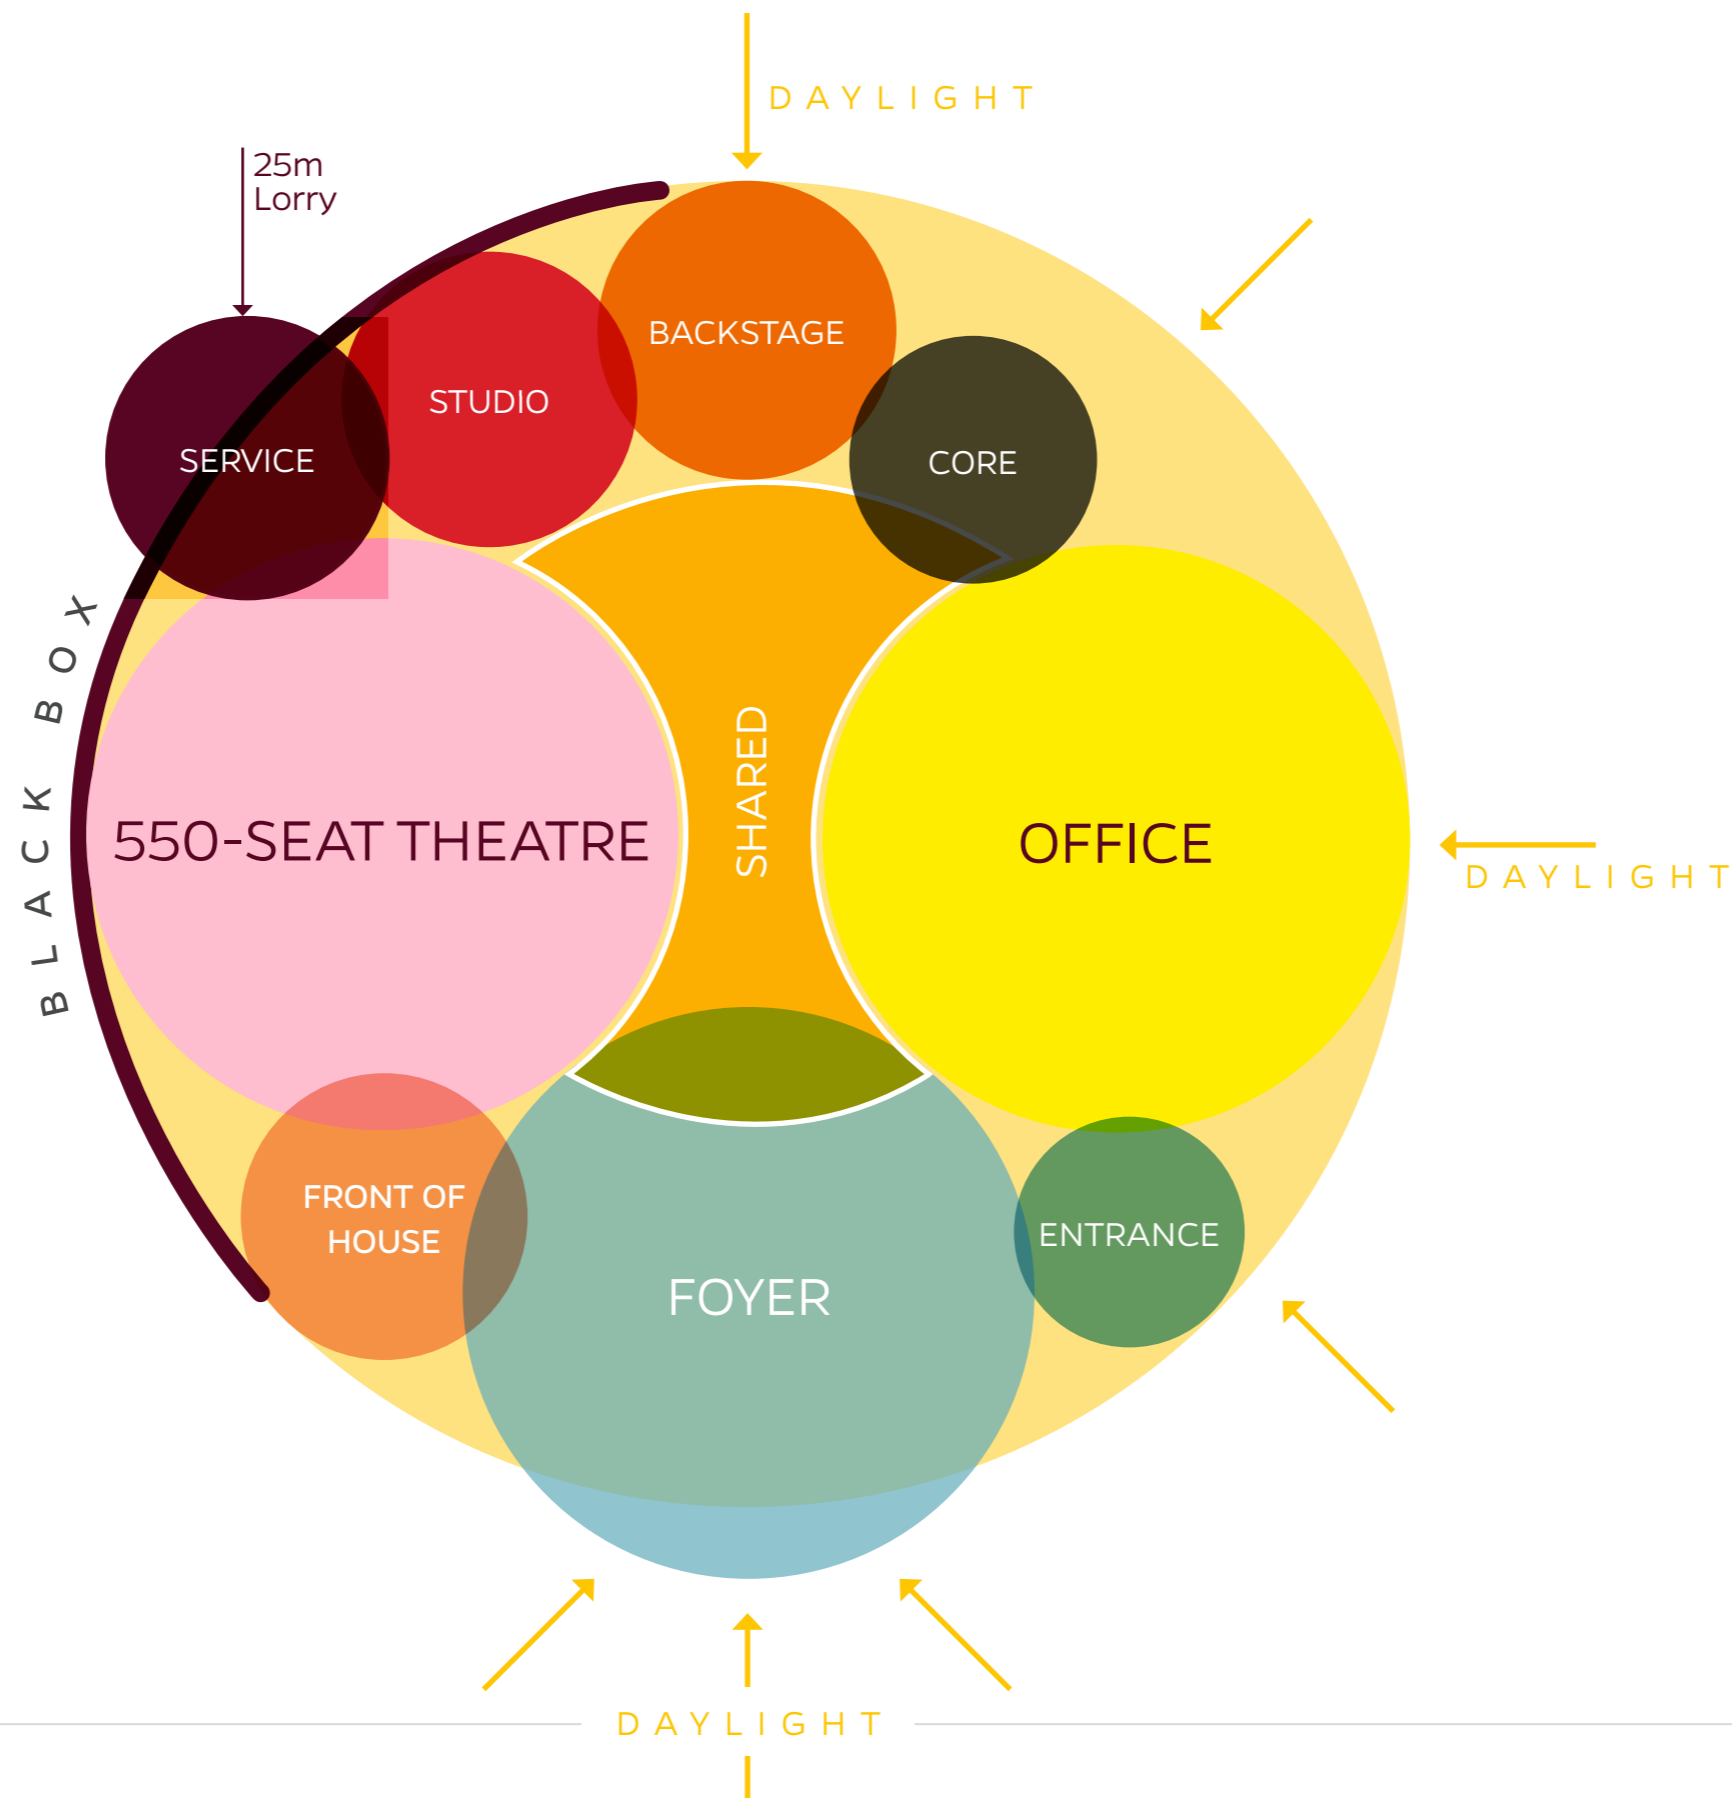 DAYLIGHT
25m
Lorry
BACKSTAGE
STUDIO
SERVICE
CORE
BLACK BOX
SHARED
550-SEAT THEATRE
OFFICE
DAYLIGHT
FRONT OF
HOUSE
ENTRANCE
FOYER
DAYLIGHT